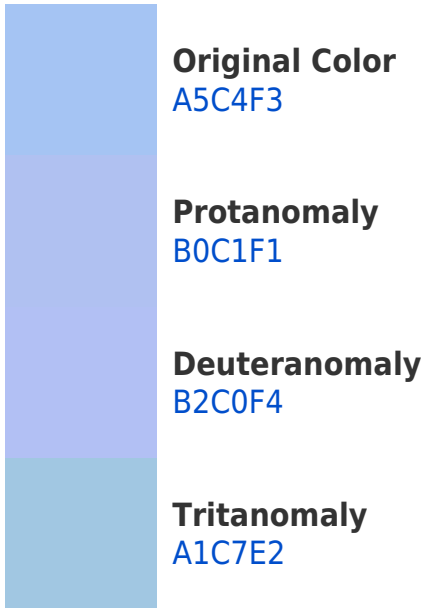 Original Color
A5C4F3
Protanomaly
B0C1F1
Deuteranomaly
B2C0F4
Tritanomaly
A1C7E2